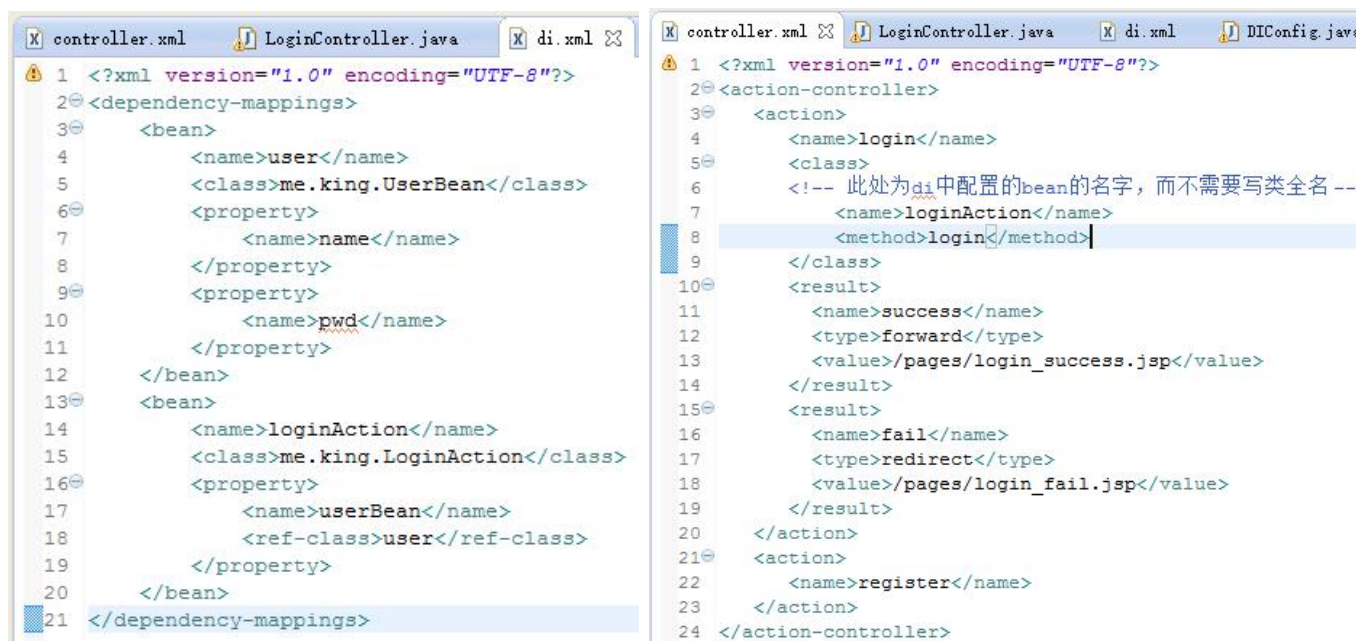 controller.xml LoginController.java di.xml
1 <?xml version="1.0" encoding="UTF-8"?>
2 <dependency-mappings>
3 <bean>
4 <name>user</name>
5 <class>me.king.UserBean</class>
6 <property>
7 <name>name</name>
8 </property>
9 <property>
10 <name>pwd</name>
11 </property>
12 </bean>
13 <bean>
14 <name>loginAction</name>
15 <class>me.king.LoginAction</class>
16 <property>
17 <name>userBean</name>
18 <ref-class>user</ref-class>
19 </property>
20 </bean>
21 </dependency-mappings>
controller.xml LoginController.java di.xml DIConfig.java
1 <?xml version="1.0" encoding="UTF-8"?>
2 <action-controller>
3 <action>
4 <name>login</name>
5 <class>
6 <!-- 此处为di中配置的bean的名字，而不需要写类全名 --
7 <name>loginAction</name>
8 <method>login</method>
9 </class>
10 <result>
11 <name>success</name>
12 <type>forward</type>
13 <value>/pages/login_success.jsp</value>
14 </result>
15 <result>
16 <name>fail</name>
17 <type>redirect</type>
18 <value>/pages/login_fail.jsp</value>
19 </result>
20 </action>
21 <action>
22 <name>register</name>
23 </action>
24 </action-controller>